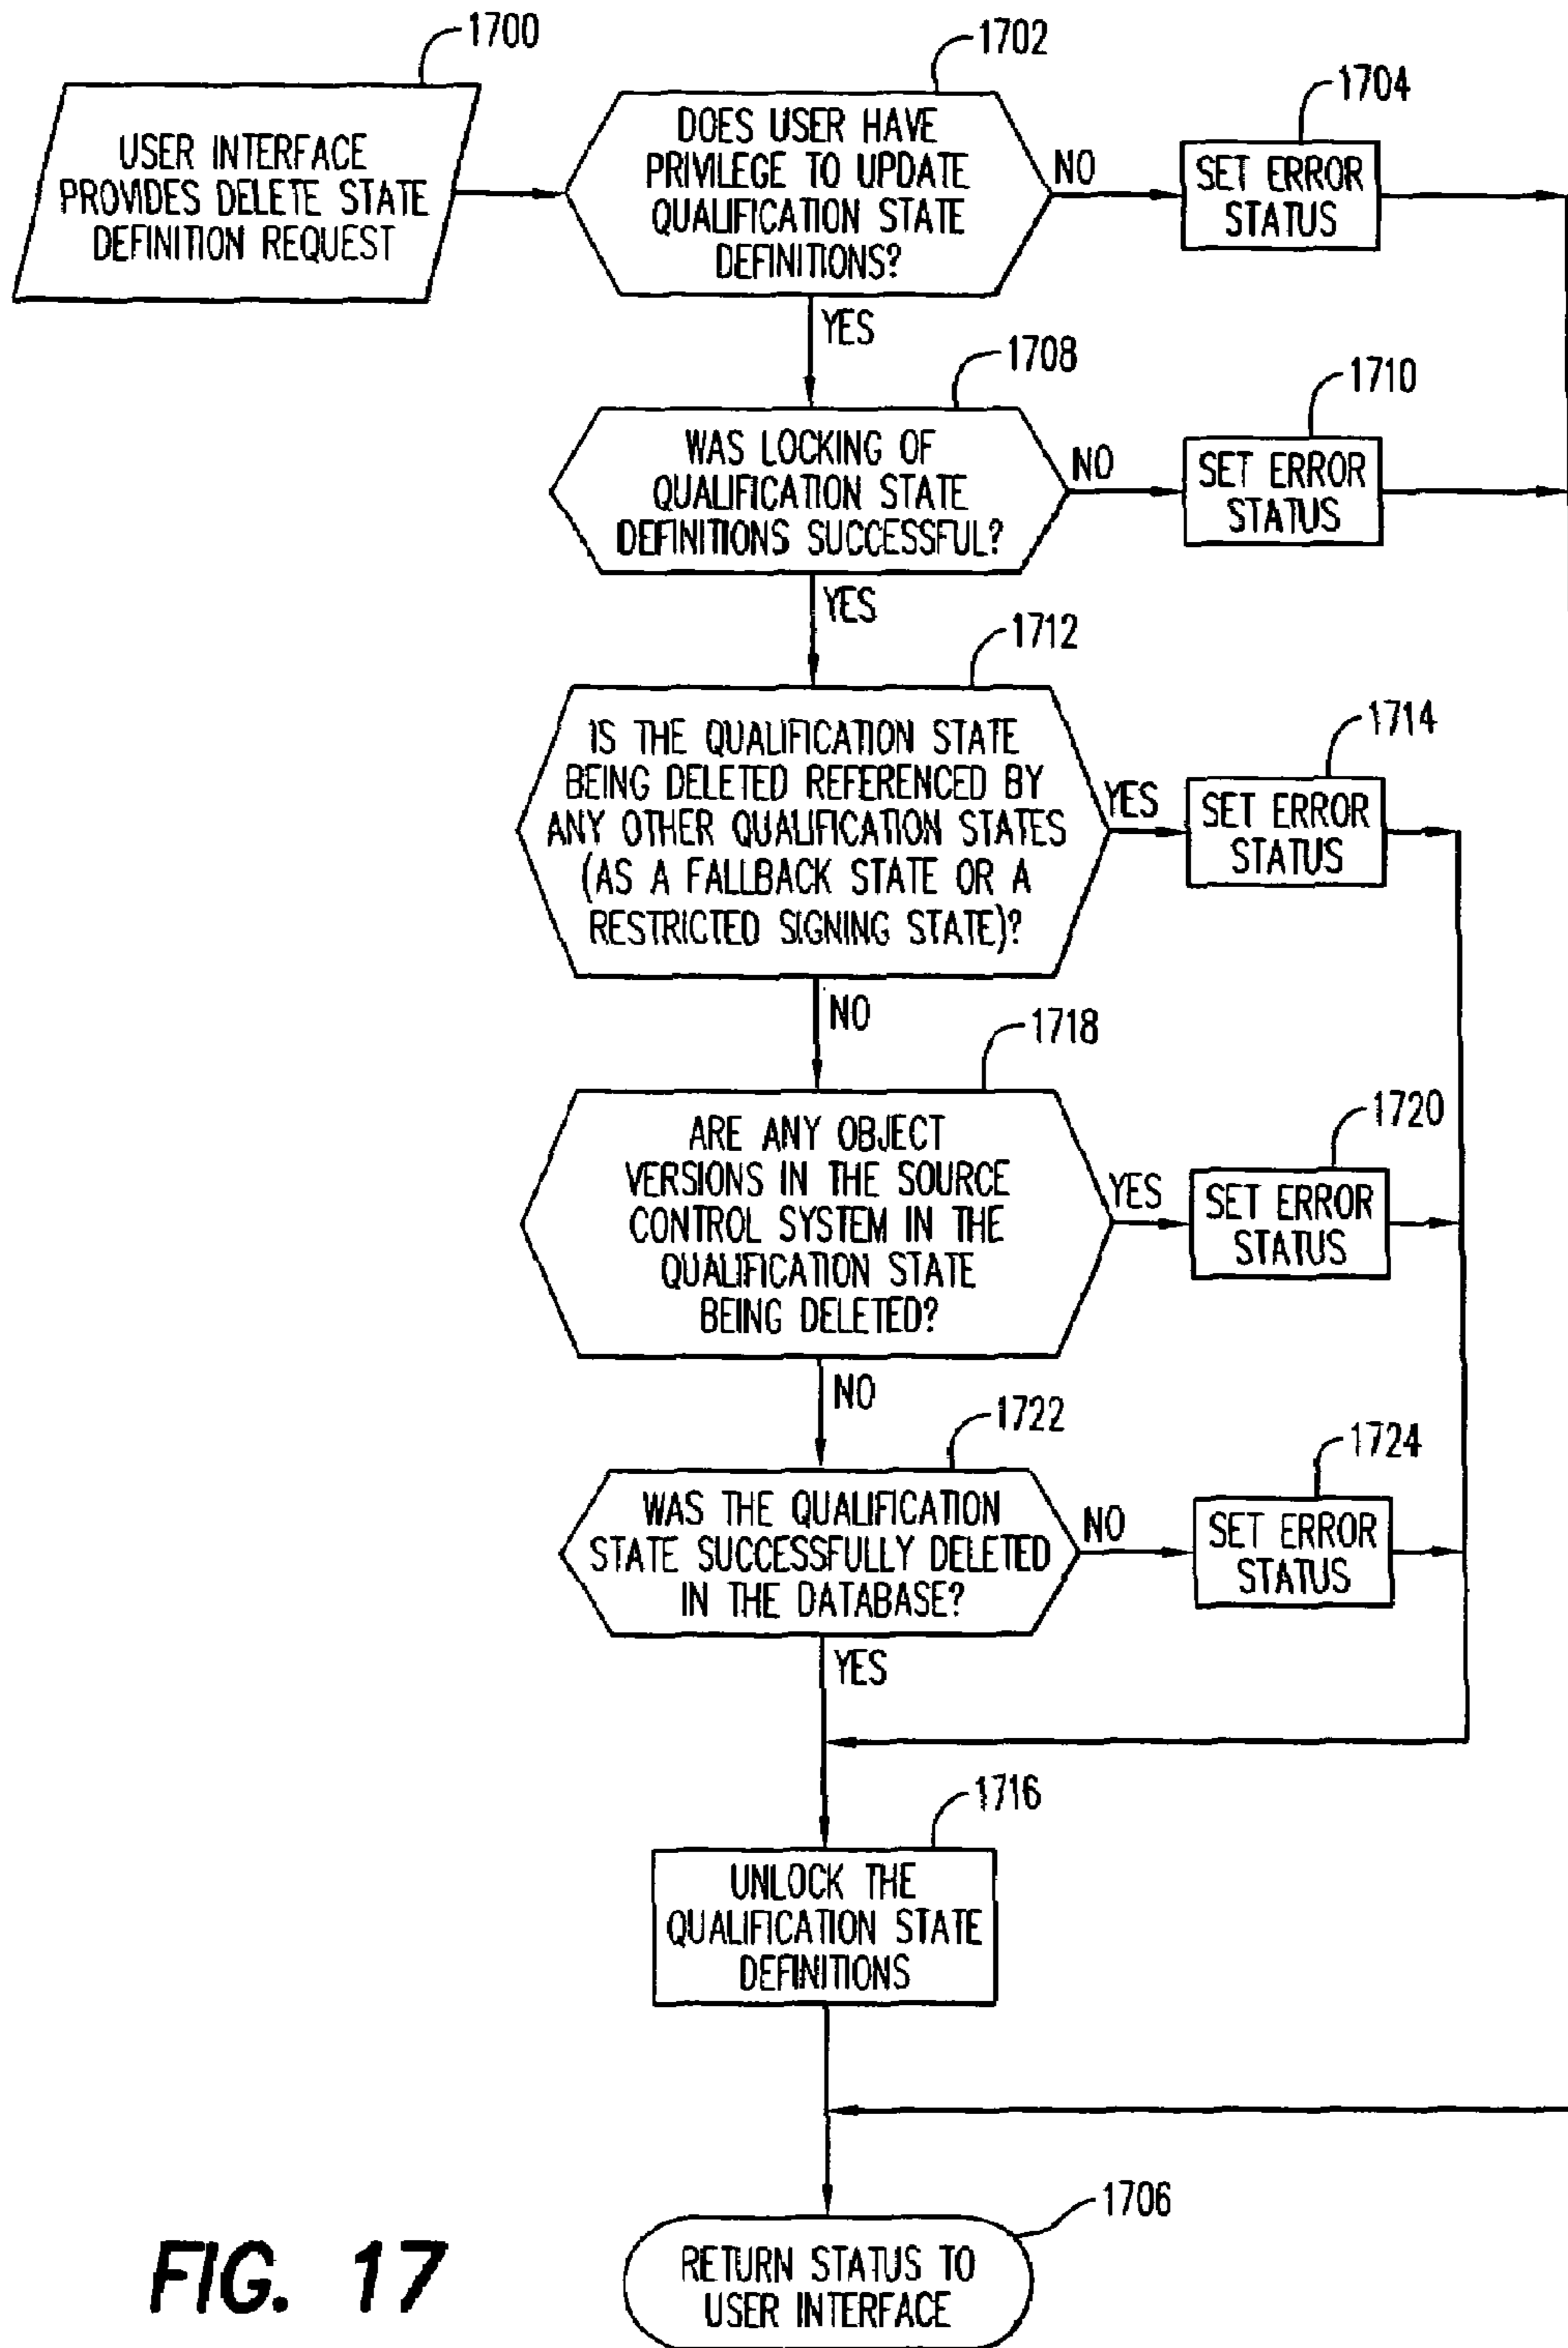 1700
USER INTERFACE
PROVIDES DELETE STATE
DEFINITION REQUEST
1702
DOES USER HAVE
PRIVILEGE TO UPDATE
QUALIFICATION STATE
DEFINITIONS?
NO
1704
SET ERROR
STATUS
YES
1708
WAS LOCKING OF
QUALIFICATION STATE
DEFINITIONS SUCCESSFUL?
NO
1710
SET ERROR
STATUS
YES
1712
IS THE QUALIFICATION STATE
BEING DELETED REFERENCED BY
ANY OTHER QUALIFICATION STATES
(AS A FALLBACK STATE OR A
RESTRICTED SIGNING STATE)?
YES
1714
SET ERROR
STATUS
NO
1718
ARE ANY OBJECT
VERSIONS IN THE SOURCE
CONTROL SYSTEM IN THE
QUALIFICATION STATE
BEING DELETED?
YES
1720
SET ERROR
STATUS
NO
1722
WAS THE QUALIFICATION
STATE SUCCESSFULLY DELETED
IN THE DATABASE?
NO
1724
SET ERROR
STATUS
YES
1716
UNLOCK THE
QUALIFICATION STATE
DEFINITIONS
1706
RETURN STATUS TO
USER INTERFACE
FIG. 17